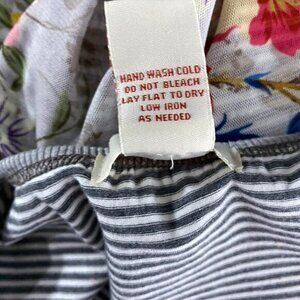 HAND WASH COLD
DO NOT BLEACH
LAY FLAT TO DRY
LOW IRON
AS NEEDED